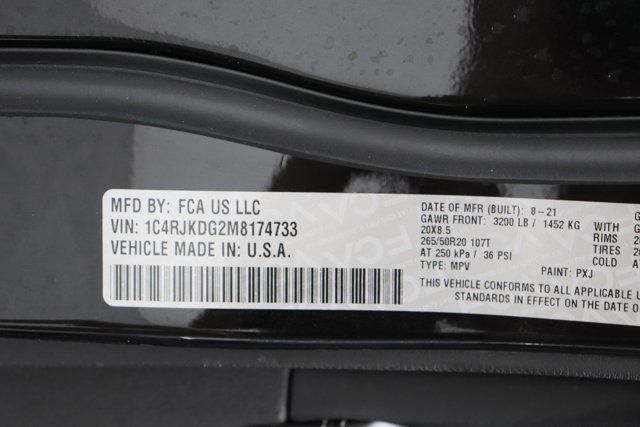 MFD BY: FCA US LLC
VIN: 1C4RJKDG2M8174733
VEHICLE MADE IN: U.S.A.
DATE OF MFR (BUILT): 8-21
GAWR FRONT: 3200 LB / 1452 KG WITH
20X8.5 RIMS
265/50R20 107T TIRES
AT 250 kPa / 36 PSI COLD
TYPE: MPV PAINT: PXJ
THIS VEHICLE CONFORMS TO ALL APPLICABLE
STANDARDS IN EFFECT ON THE DATE O